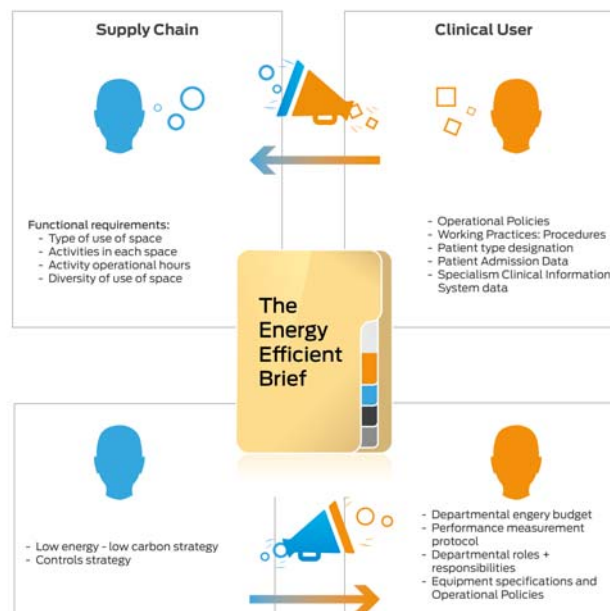 Supply Chain
Clinical User
Functional requirements:
- Type of use of space
- Activities in each space
- Activity operational hours
- Diversity of use of space
- Operational Policies
- Working Practices: Procedures
- Patient type designation
- Patient Admission Data
- Specialism Clinical Information
System data
The
Energy
Efficient
Brief
- Low energy - low carbon strategy
- Controls strategy
- Departmental engery budget
- Performance measurement
protocol
- Departmental roles +
responsibilities
- Equipment specifications and
Operational Policies